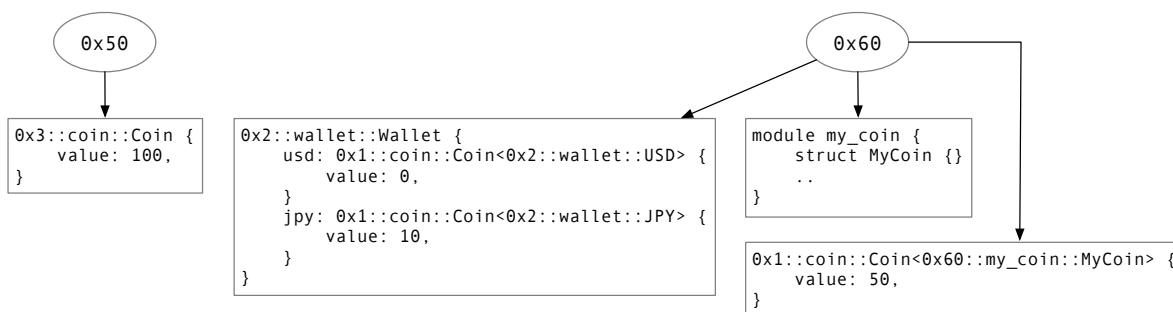 0x50
0x60
0x3::coin::Coin {
    value: 100,
}
0x2::wallet::Wallet {
    usd: 0x1::coin::Coin<0x2::wallet::USD> {
        value: 0,
    }
    jpy: 0x1::coin::Coin<0x2::wallet::JPY> {
        value: 10,
    }
}
module my_coin {
    struct MyCoin {}
    ..
}
0x1::coin::Coin<0x60::my_coin::MyCoin> {
    value: 50,
}